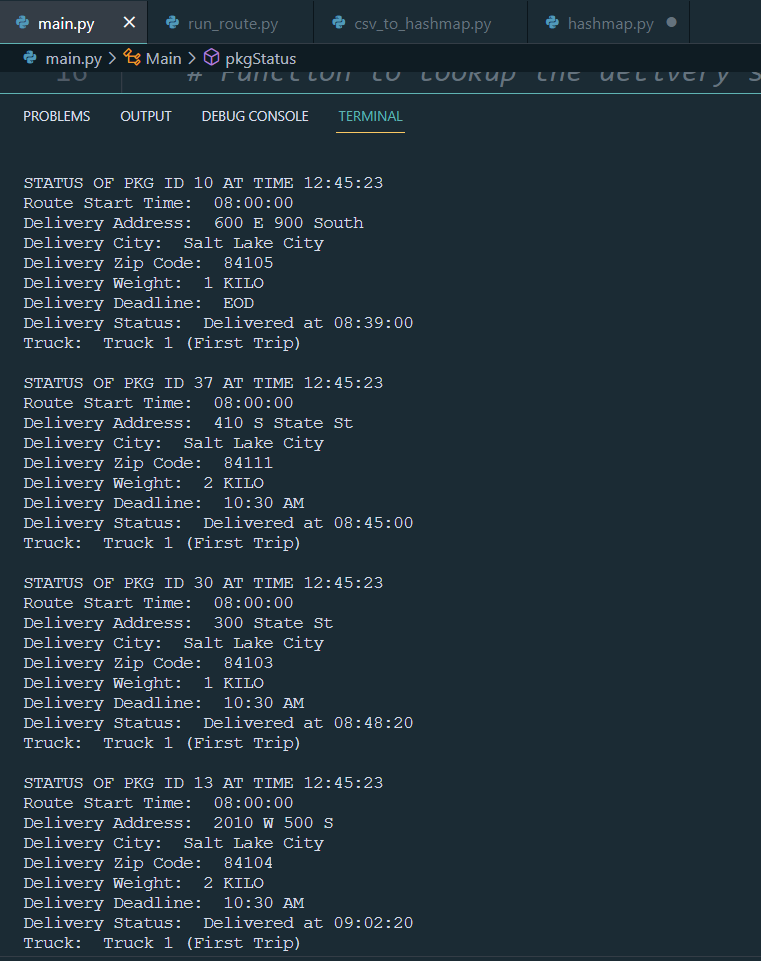 main.py
run_route.py
csv_to_hashmap.py
hashmap.py
main.py > Main > pkgStatus
16 # Function to lookup the delivery s
PROBLEMS OUTPUT DEBUG CONSOLE TERMINAL
STATUS OF PKG ID 10 AT TIME 12:45:23
Route Start Time:  08:00:00
Delivery Address:  600 E 900 South
Delivery City:  Salt Lake City
Delivery Zip Code:  84105
Delivery Weight:  1 KILO
Delivery Deadline:  EOD
Delivery Status:  Delivered at 08:39:00
Truck:  Truck 1 (First Trip)
STATUS OF PKG ID 37 AT TIME 12:45:23
Route Start Time:  08:00:00
Delivery Address:  410 S State St
Delivery City:  Salt Lake City
Delivery Zip Code:  84111
Delivery Weight:  2 KILO
Delivery Deadline:  10:30 AM
Delivery Status:  Delivered at 08:45:00
Truck:  Truck 1 (First Trip)
STATUS OF PKG ID 30 AT TIME 12:45:23
Route Start Time:  08:00:00
Delivery Address:  300 State St
Delivery City:  Salt Lake City
Delivery Zip Code:  84103
Delivery Weight:  1 KILO
Delivery Deadline:  10:30 AM
Delivery Status:  Delivered at 08:48:20
Truck:  Truck 1 (First Trip)
STATUS OF PKG ID 13 AT TIME 12:45:23
Route Start Time:  08:00:00
Delivery Address:  2010 W 500 S
Delivery City:  Salt Lake City
Delivery Zip Code:  84104
Delivery Weight:  2 KILO
Delivery Deadline:  10:30 AM
Delivery Status:  Delivered at 09:02:20
Truck:  Truck 1 (First Trip)